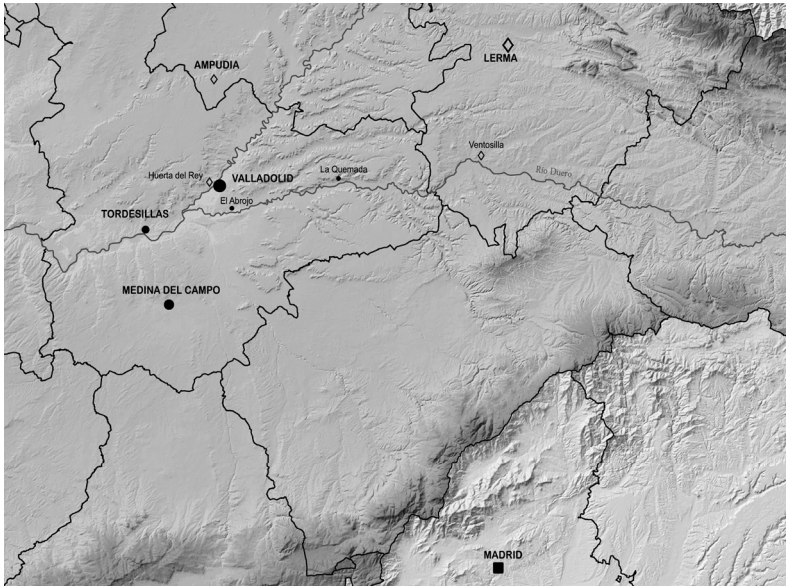 LERMA
AMPUDIA
Ventosilla
Río Duero
La Quemada
Huerta del Rey
VALLADOLID
El Abrojo
TORDESILLAS
MEDINA DEL CAMPO
MADRID